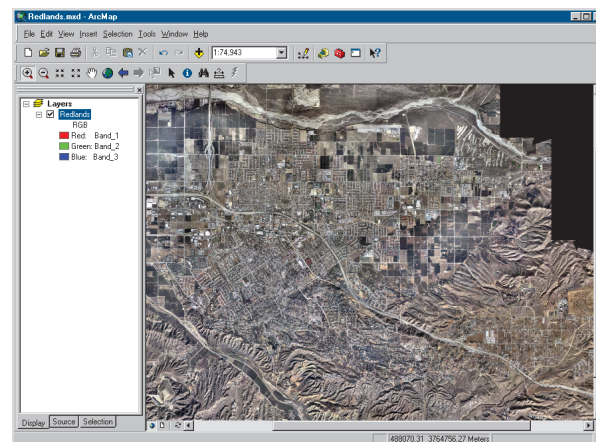 Redlands.mxd - ArcMap
File Edit View Insert Selection Tools Window Help
1:74,943
Layers
Redlands
RGB
Red: Band_1
Green: Band_2
Blue: Band_3
Display Source Selection
488070.31 3764756.27 Meters